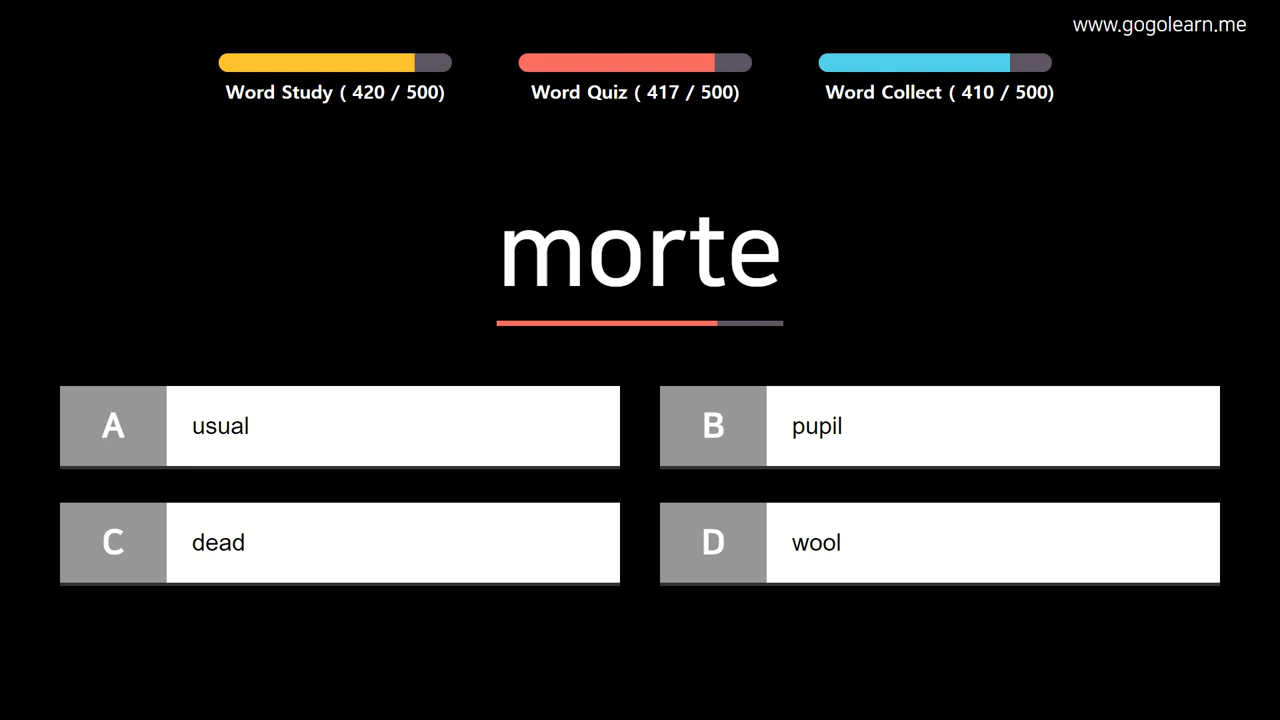 www.gogolearn.me
Word Study ( 420 / 500)
Word Quiz ( 417 / 500)
Word Collect ( 410 / 500)
morte
A usual
B pupil
C dead
D wool